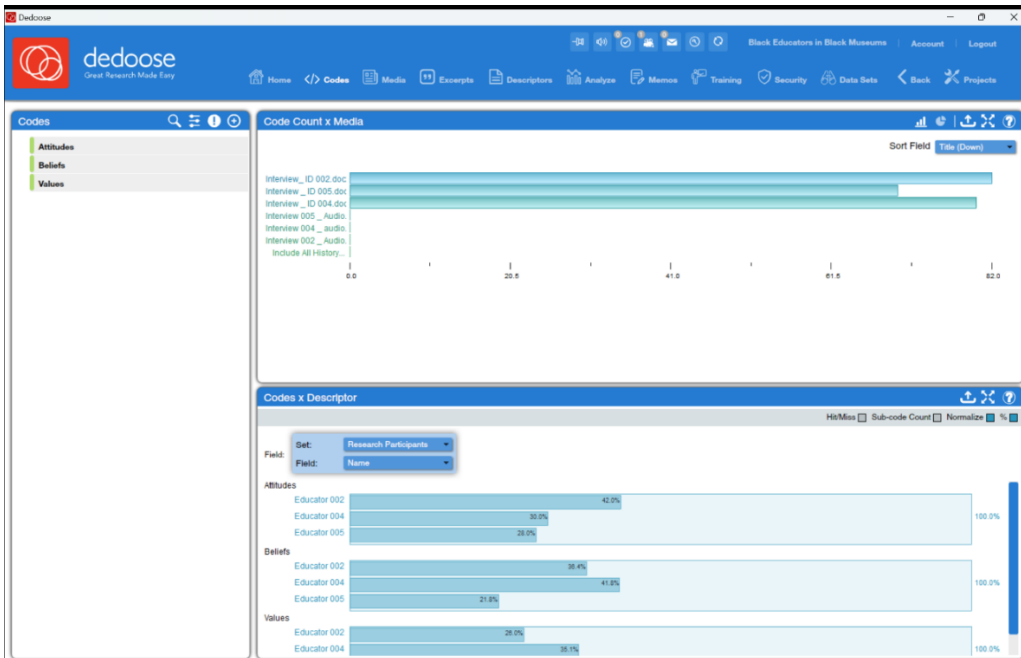 Dedoose
dedoose
Great Research Made Easy
Black Educators in Black Museums | Account | Logout
Home </> Codes Media Excerpts Descriptors Analyze Memos Training Security Data Sets Back Projects
Codes
Attitudes
Beliefs
Values
Code Count x Media
Sort Field Title (Down)
Interview_ ID 002.doc
Interview _ ID 005.doc
Interview _ ID 004.doc
Interview 005 _ Audio.
Interview 004 _ audio.
Interview 002 _ Audio.
Include All History...
0.0 20.5 41.0 61.5 82.0
Codes x Descriptor
Hit/Miss Sub-code Count Normalize %
Field:
Set: Research Participants
Field: Name
Attitudes
Educator 002 42.0%
Educator 004 30.0% 100.0%
Educator 005 28.0%
Beliefs
Educator 002 36.4%
Educator 004 41.8% 100.0%
Educator 005 21.8%
Values
Educator 002
Educator 004 35.1% 100.0%